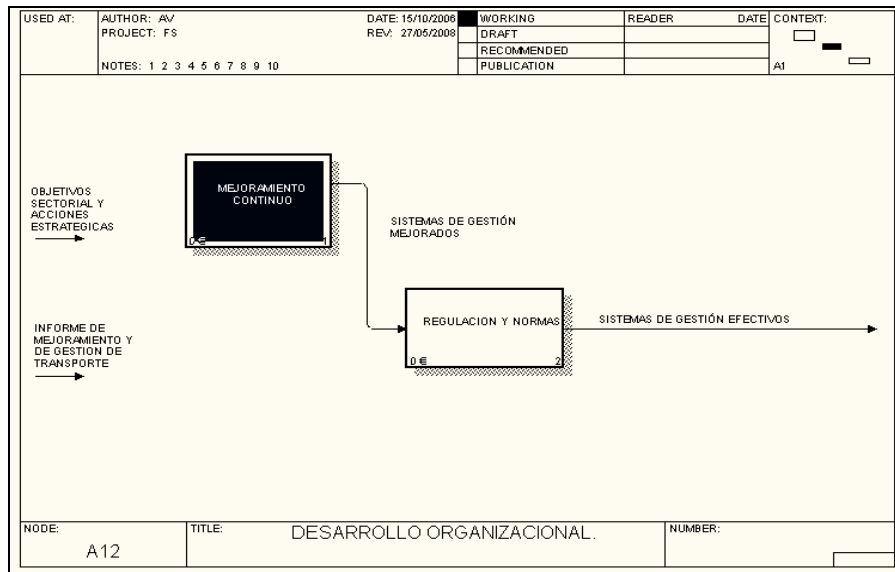 USED AT:
AUTHOR: AV
DATE: 15/10/2006
WORKING
READER
DATE
CONTEXT:
PROJECT: FS
REV: 27/05/2008
DRAFT
RECOMMENDED
NOTES: 1 2 3 4 5 6 7 8 9 10
PUBLICATION
A1
OBJETIVOS
SECTORIAL Y
ACCIONES
ESTRATEGICAS
MEJORAMIENTO
CONTINUO
0 €
1
SISTEMAS DE GESTIÓN
MEJORADOS
INFORME DE
MEJORAMIENTO Y
DE GESTION DE
TRANSPORTE
REGULACION Y NORMAS
0 €
2
SISTEMAS DE GESTIÓN EFECTIVOS
NODE:
A12
TITLE:
DESARROLLO ORGANIZACIONAL.
NUMBER: